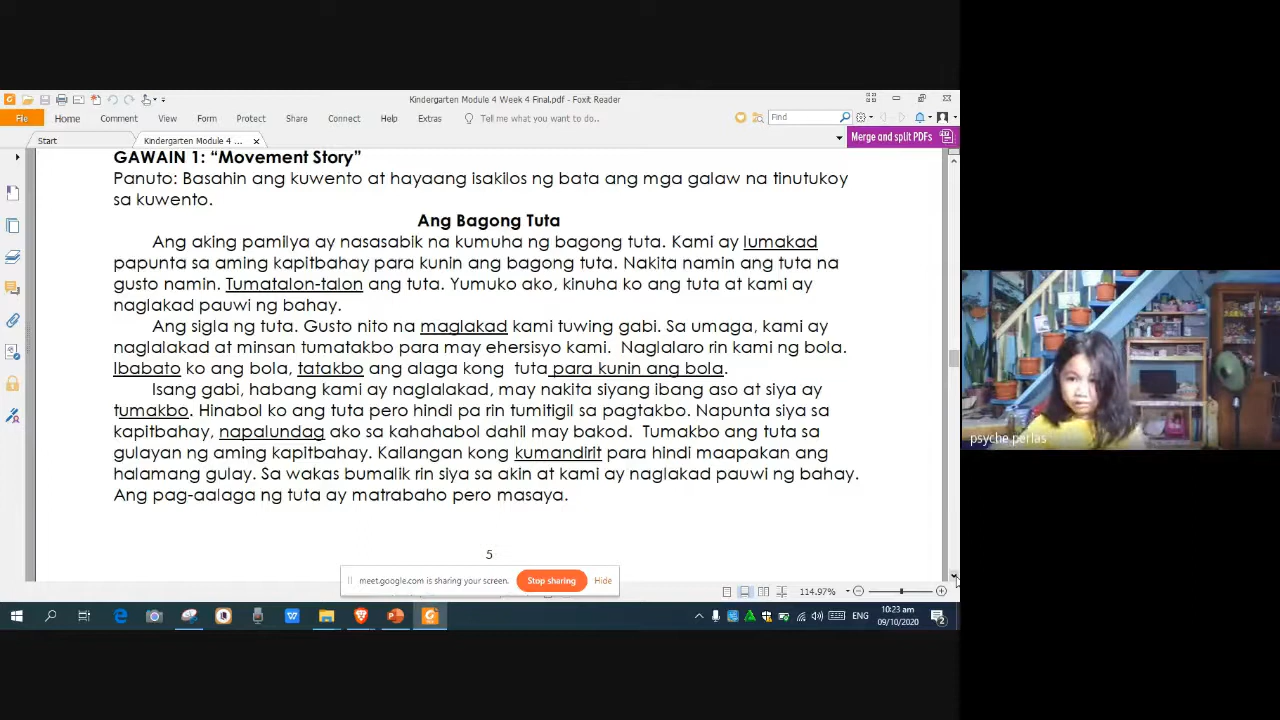 Kindergarten Module 4 Week 4 Final.pdf - Foxit Reader
File Home Comment View Form Protect Share Connect Help Extras Tell me what you want to do.. Find
Start Kindergarten Module 4 ... Merge and split PDFs
GAWAIN 1: “Movement Story”
Panuto: Basahin ang kuwento at hayaang isakilos ng bata ang mga galaw na tinutukoy
sa kuwento.
Ang Bagong Tuta
Ang aking pamilya ay nasasabik na kumuha ng bagong tuta. Kami ay lumakad
papunta sa aming kapitbahay para kunin ang bagong tuta. Nakita namin ang tuta na
gusto namin. Tumatalon-talon ang tuta. Yumuko ako, kinuha ko ang tuta at kami ay
naglakad pauwi ng bahay.
Ang sigla ng tuta. Gusto nito na maglakad kami tuwing gabi. Sa umaga, kami ay
naglalakad at minsan tumatakbo para may ehersisyo kami. Naglalaro rin kami ng bola.
Ibabato ko ang bola, tatakbo ang alaga kong tuta para kunin ang bola.
Isang gabi, habang kami ay naglalakad, may nakita siyang ibang aso at siya ay
tumakbo. Hinabol ko ang tuta pero hindi pa rin tumitigil sa pagtakbo. Napunta siya sa
kapitbahay, napalundag ako sa kahahabol dahil may bakod. Tumakbo ang tuta sa
gulayan ng aming kapitbahay. Kailangan kong kumandirit para hindi maapakan ang
halamang gulay. Sa wakas bumalik rin siya sa akin at kami ay naglakad pauwi ng bahay.
Ang pag-aalaga ng tuta ay matrabaho pero masaya.
5
meet.google.com is sharing your screen. Stop sharing Hide
114.97%
ENG
10:23 am
09/10/2020
2
psyche perlas